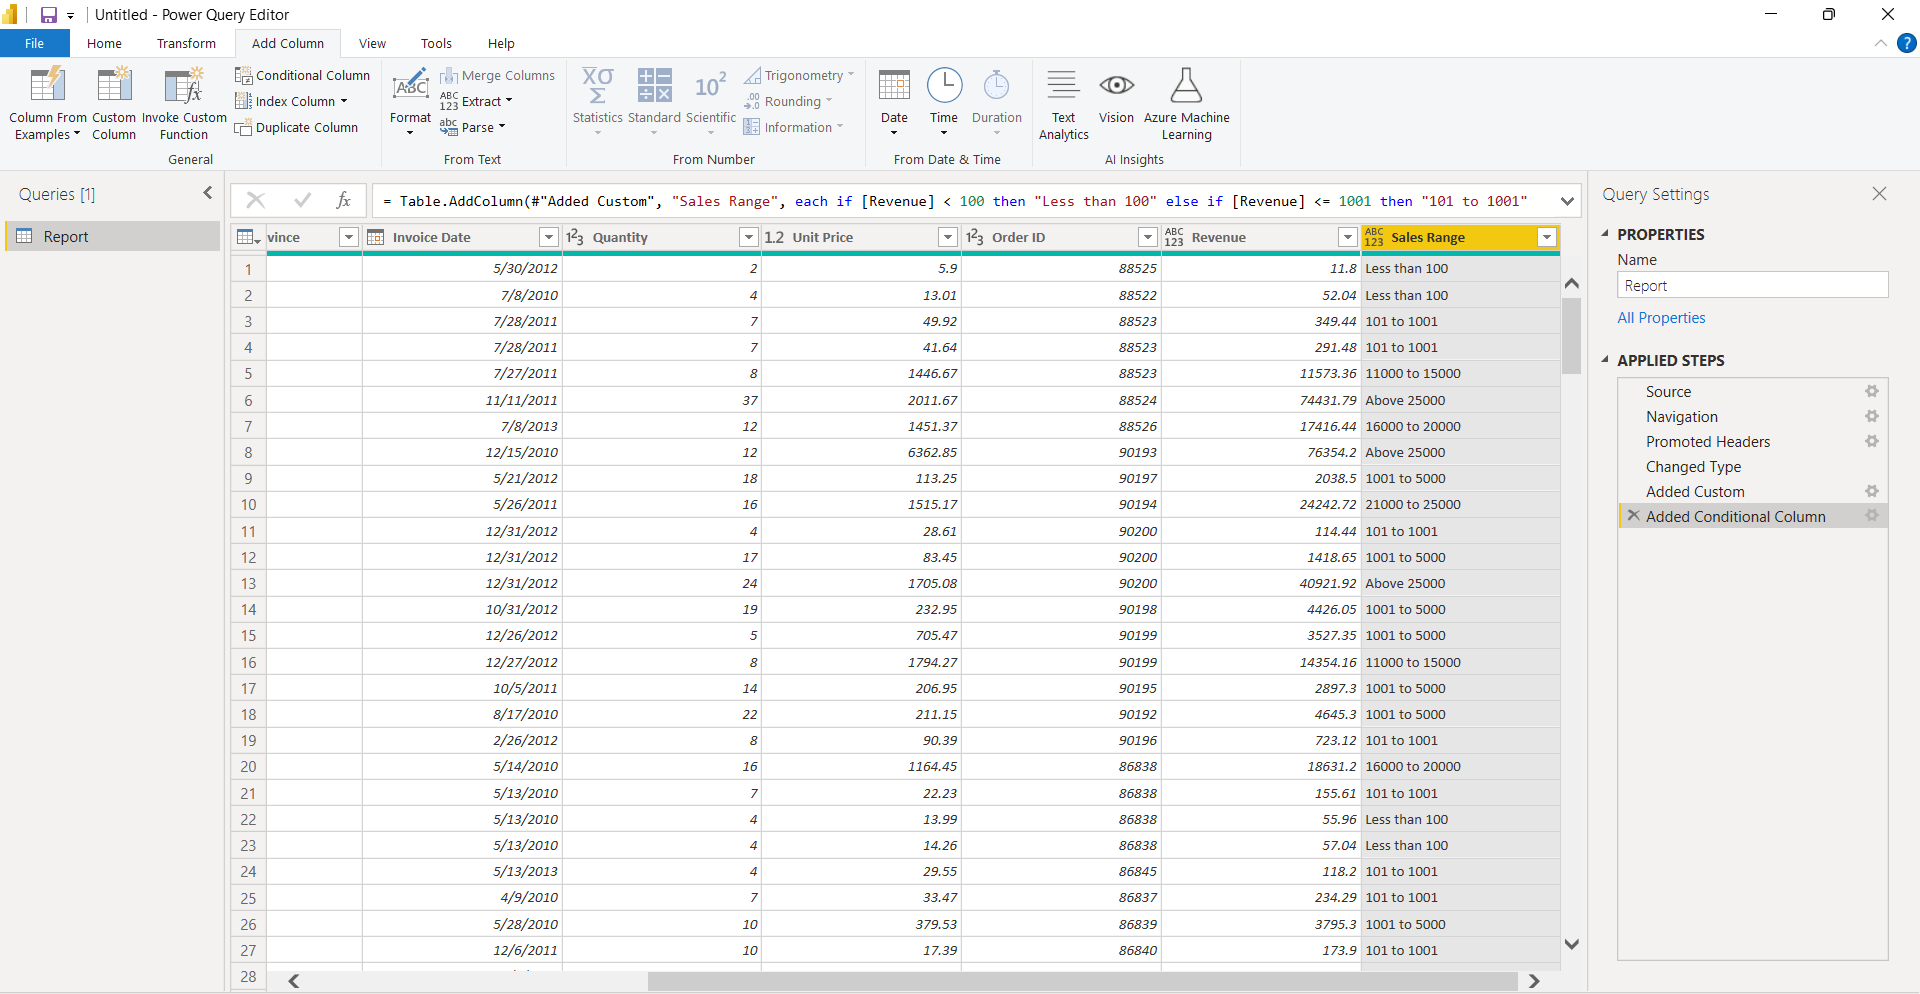 Untitled - Power Query Editor
File Home Transform Add Column View Tools Help
?
Column From Examples
Custom Column
Invoke Custom Function
Conditional Column
Index Column
Duplicate Column
General
ABC
Format
Merge Columns
ABC 123 Extract
abc Parse
From Text
XΣσ
Statistics
Standard
10²
Scientific
Trigonometry
.00 →.0 Rounding
Information
From Number
Date
Time
Duration
From Date & Time
Text Analytics
Vision
Azure Machine Learning
AI Insights
Queries [1]
Report
fx = Table.AddColumn(#"Added Custom", "Sales Range", each if [Revenue] < 100 then "Less than 100" else if [Revenue] <= 1001 then "101 to 1001"
vince Invoice Date 1²3 Quantity 1.2 Unit Price 1²3 Order ID ABC 123 Revenue ABC 123 Sales Range
1 5/30/2012 2 5.9 88525 11.8 Less than 100
2 7/8/2010 4 13.01 88522 52.04 Less than 100
3 7/28/2011 7 49.92 88523 349.44 101 to 1001
4 7/28/2011 7 41.64 88523 291.48 101 to 1001
5 7/27/2011 8 1446.67 88523 11573.36 11000 to 15000
6 11/11/2011 37 2011.67 88524 74431.79 Above 25000
7 7/8/2013 12 1451.37 88526 17416.44 16000 to 20000
8 12/15/2010 12 6362.85 90193 76354.2 Above 25000
9 5/21/2012 18 113.25 90197 2038.5 1001 to 5000
10 5/26/2011 16 1515.17 90194 24242.72 21000 to 25000
11 12/31/2012 4 28.61 90200 114.44 101 to 1001
12 12/31/2012 17 83.45 90200 1418.65 1001 to 5000
13 12/31/2012 24 1705.08 90200 40921.92 Above 25000
14 10/31/2012 19 232.95 90198 4426.05 1001 to 5000
15 12/26/2012 5 705.47 90199 3527.35 1001 to 5000
16 12/27/2012 8 1794.27 90199 14354.16 11000 to 15000
17 10/5/2011 14 206.95 90195 2897.3 1001 to 5000
18 8/17/2010 22 211.15 90192 4645.3 1001 to 5000
19 2/26/2012 8 90.39 90196 723.12 101 to 1001
20 5/14/2010 16 1164.45 86838 18631.2 16000 to 20000
21 5/13/2010 7 22.23 86838 155.61 101 to 1001
22 5/13/2010 4 13.99 86838 55.96 Less than 100
23 5/13/2010 4 14.26 86838 57.04 Less than 100
24 5/13/2013 4 29.55 86845 118.2 101 to 1001
25 4/9/2010 7 33.47 86837 234.29 101 to 1001
26 5/28/2010 10 379.53 86839 3795.3 1001 to 5000
27 12/6/2011 10 17.39 86840 173.9 101 to 1001
28
Query Settings
PROPERTIES
Name
Report
All Properties
APPLIED STEPS
Source
Navigation
Promoted Headers
Changed Type
Added Custom
Added Conditional Column